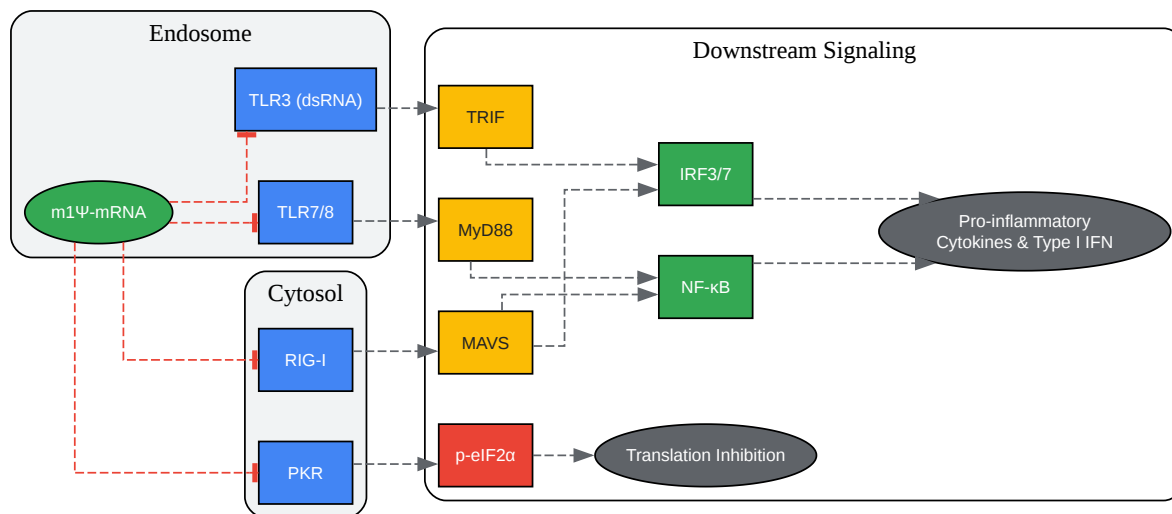 Endosome
Downstream Signaling
TLR3 (dsRNA)
TRIF
IRF3/7
m1Ψ-mRNA
TLR7/8
MyD88
Pro-inflammatory
Cytokines & Type I IFN
Cytosol
NF-κB
RIG-I
MAVS
PKR
p-eIF2α
Translation Inhibition